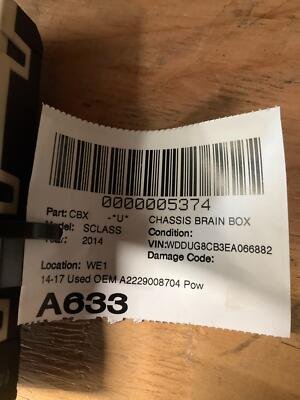 0000005374
Part: CBX -*U* CHASSIS BRAIN BOX
Model: SCLASS Condition:
Year: 2014 VIN:WDDUG8CB3EA066882
Damage Code:
Location: WE1
14-17 Used OEM A2229008704 Pow
A633